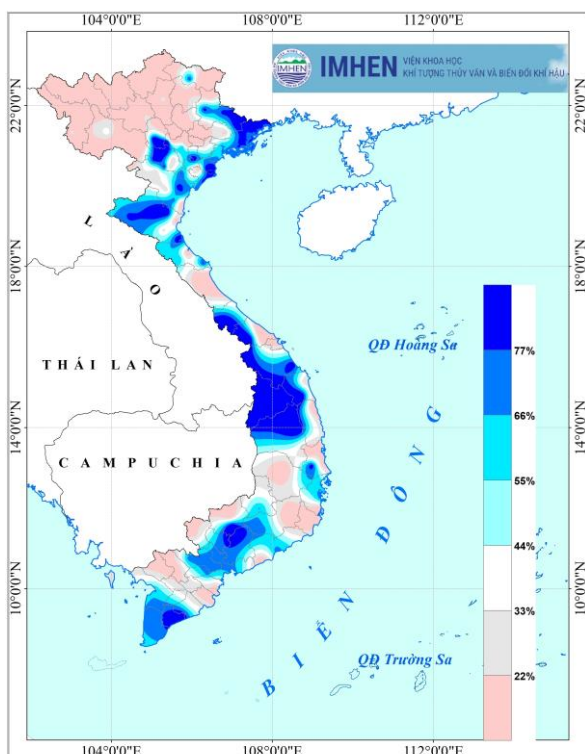 104°0'0"E 108°0'0"E 112°0'0"E
IMHEN
VIỆN KHOA HỌC
KHÍ TƯỢNG THỦY VĂN VÀ BIẾN ĐỔI KHÍ HẬU
22°0'0"N
22°0'0"N
18°0'0"N
18°0'0"N
14°0'0"N
14°0'0"N
10°0'0"N
10°0'0"N
LÀO
THÁI LAN
CAMPUCHIA
QĐ Hoàng Sa
BIỂN ĐÔNG
QĐ Trường Sa
77%
66%
55%
44%
33%
22%
104°0'0"E 108°0'0"E 112°0'0"E